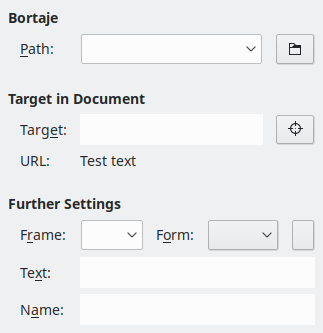 Bortaje
Path:
Target in Document
Target:
URL: Test text
Further Settings
Frame: Form:
Text:
Name: